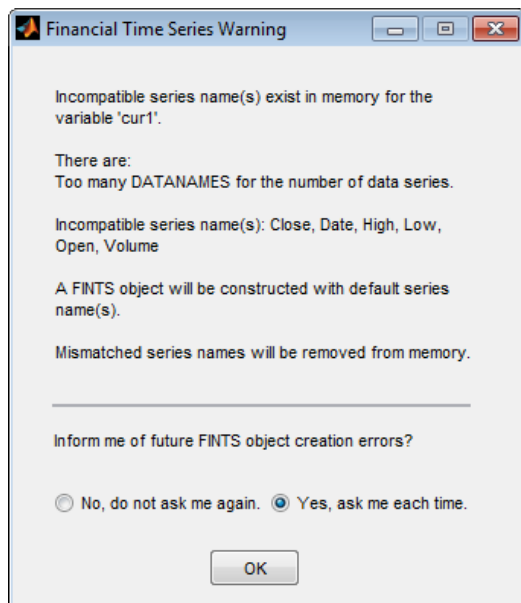 Financial Time Series Warning
Incompatible series name(s) exist in memory for the
variable 'cur1'.
There are:
Too many DATANAMES for the number of data series.
Incompatible series name(s): Close, Date, High, Low,
Open, Volume
A FINTS object will be constructed with default series
name(s).
Mismatched series names will be removed from memory.
Inform me of future FINTS object creation errors?
No, do not ask me again. Yes, ask me each time.
OK